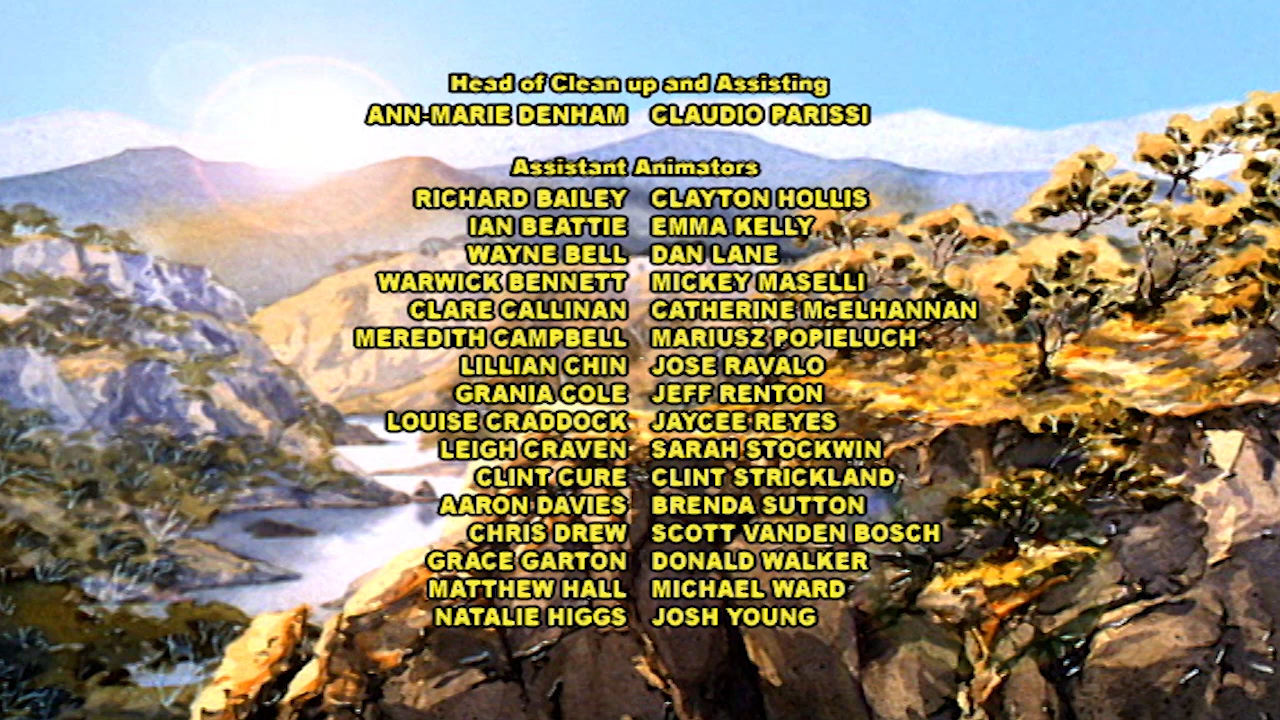 Head of Clean up and Assisting
ANN-MARIE DENHAM CLAUDIO PARISSI
Assistant Animators
RICHARD BAILEY CLAYTON HOLLIS
IAN BEATTIE EMMA KELLY
WAYNE BELL DAN LANE
WARWICK BENNETT MICKEY MASELLI
CLARE CALLINAN CATHERINE McELHANNAN
MEREDITH CAMPBELL MARIUSZ POPIELUCH
LILLIAN CHIN JOSE RAVALO
GRANIA COLE JEFF RENTON
LOUISE CRADDOCK JAYCEE REYES
LEIGH CRAVEN SARAH STOCKWIN
CLINT CURE CLINT STRICKLAND
AARON DAVIES BRENDA SUTTON
CHRIS DREW SCOTT VANDEN BOSCH
GRACE GARTON DONALD WALKER
MATTHEW HALL MICHAEL WARD
NATALIE HIGGS JOSH YOUNG